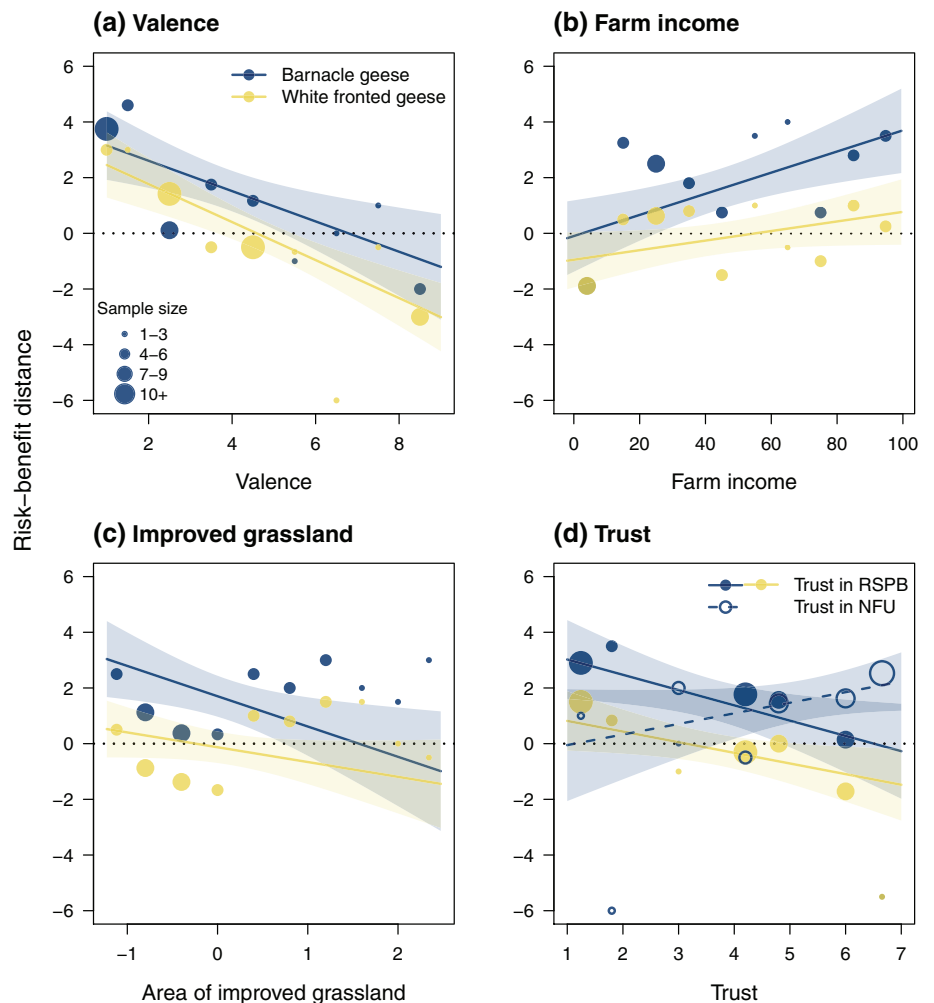 Risk–benefit distance
(a) Valence
6
4
2
0
−2
−4
−6
Barnacle geese
White fronted geese
Sample size
1−3
4−6
7−9
10+
2 4 6 8
Valence
(b) Farm income
6
4
2
0
−2
−4
−6
0 20 40 60 80 100
Farm income
(c) Improved grassland
6
4
2
0
−2
−4
−6
−1 0 1 2
Area of improved grassland
(d) Trust
6
4
2
0
−2
−4
−6
Trust in RSPB
Trust in NFU
1 2 3 4 5 6 7
Trust